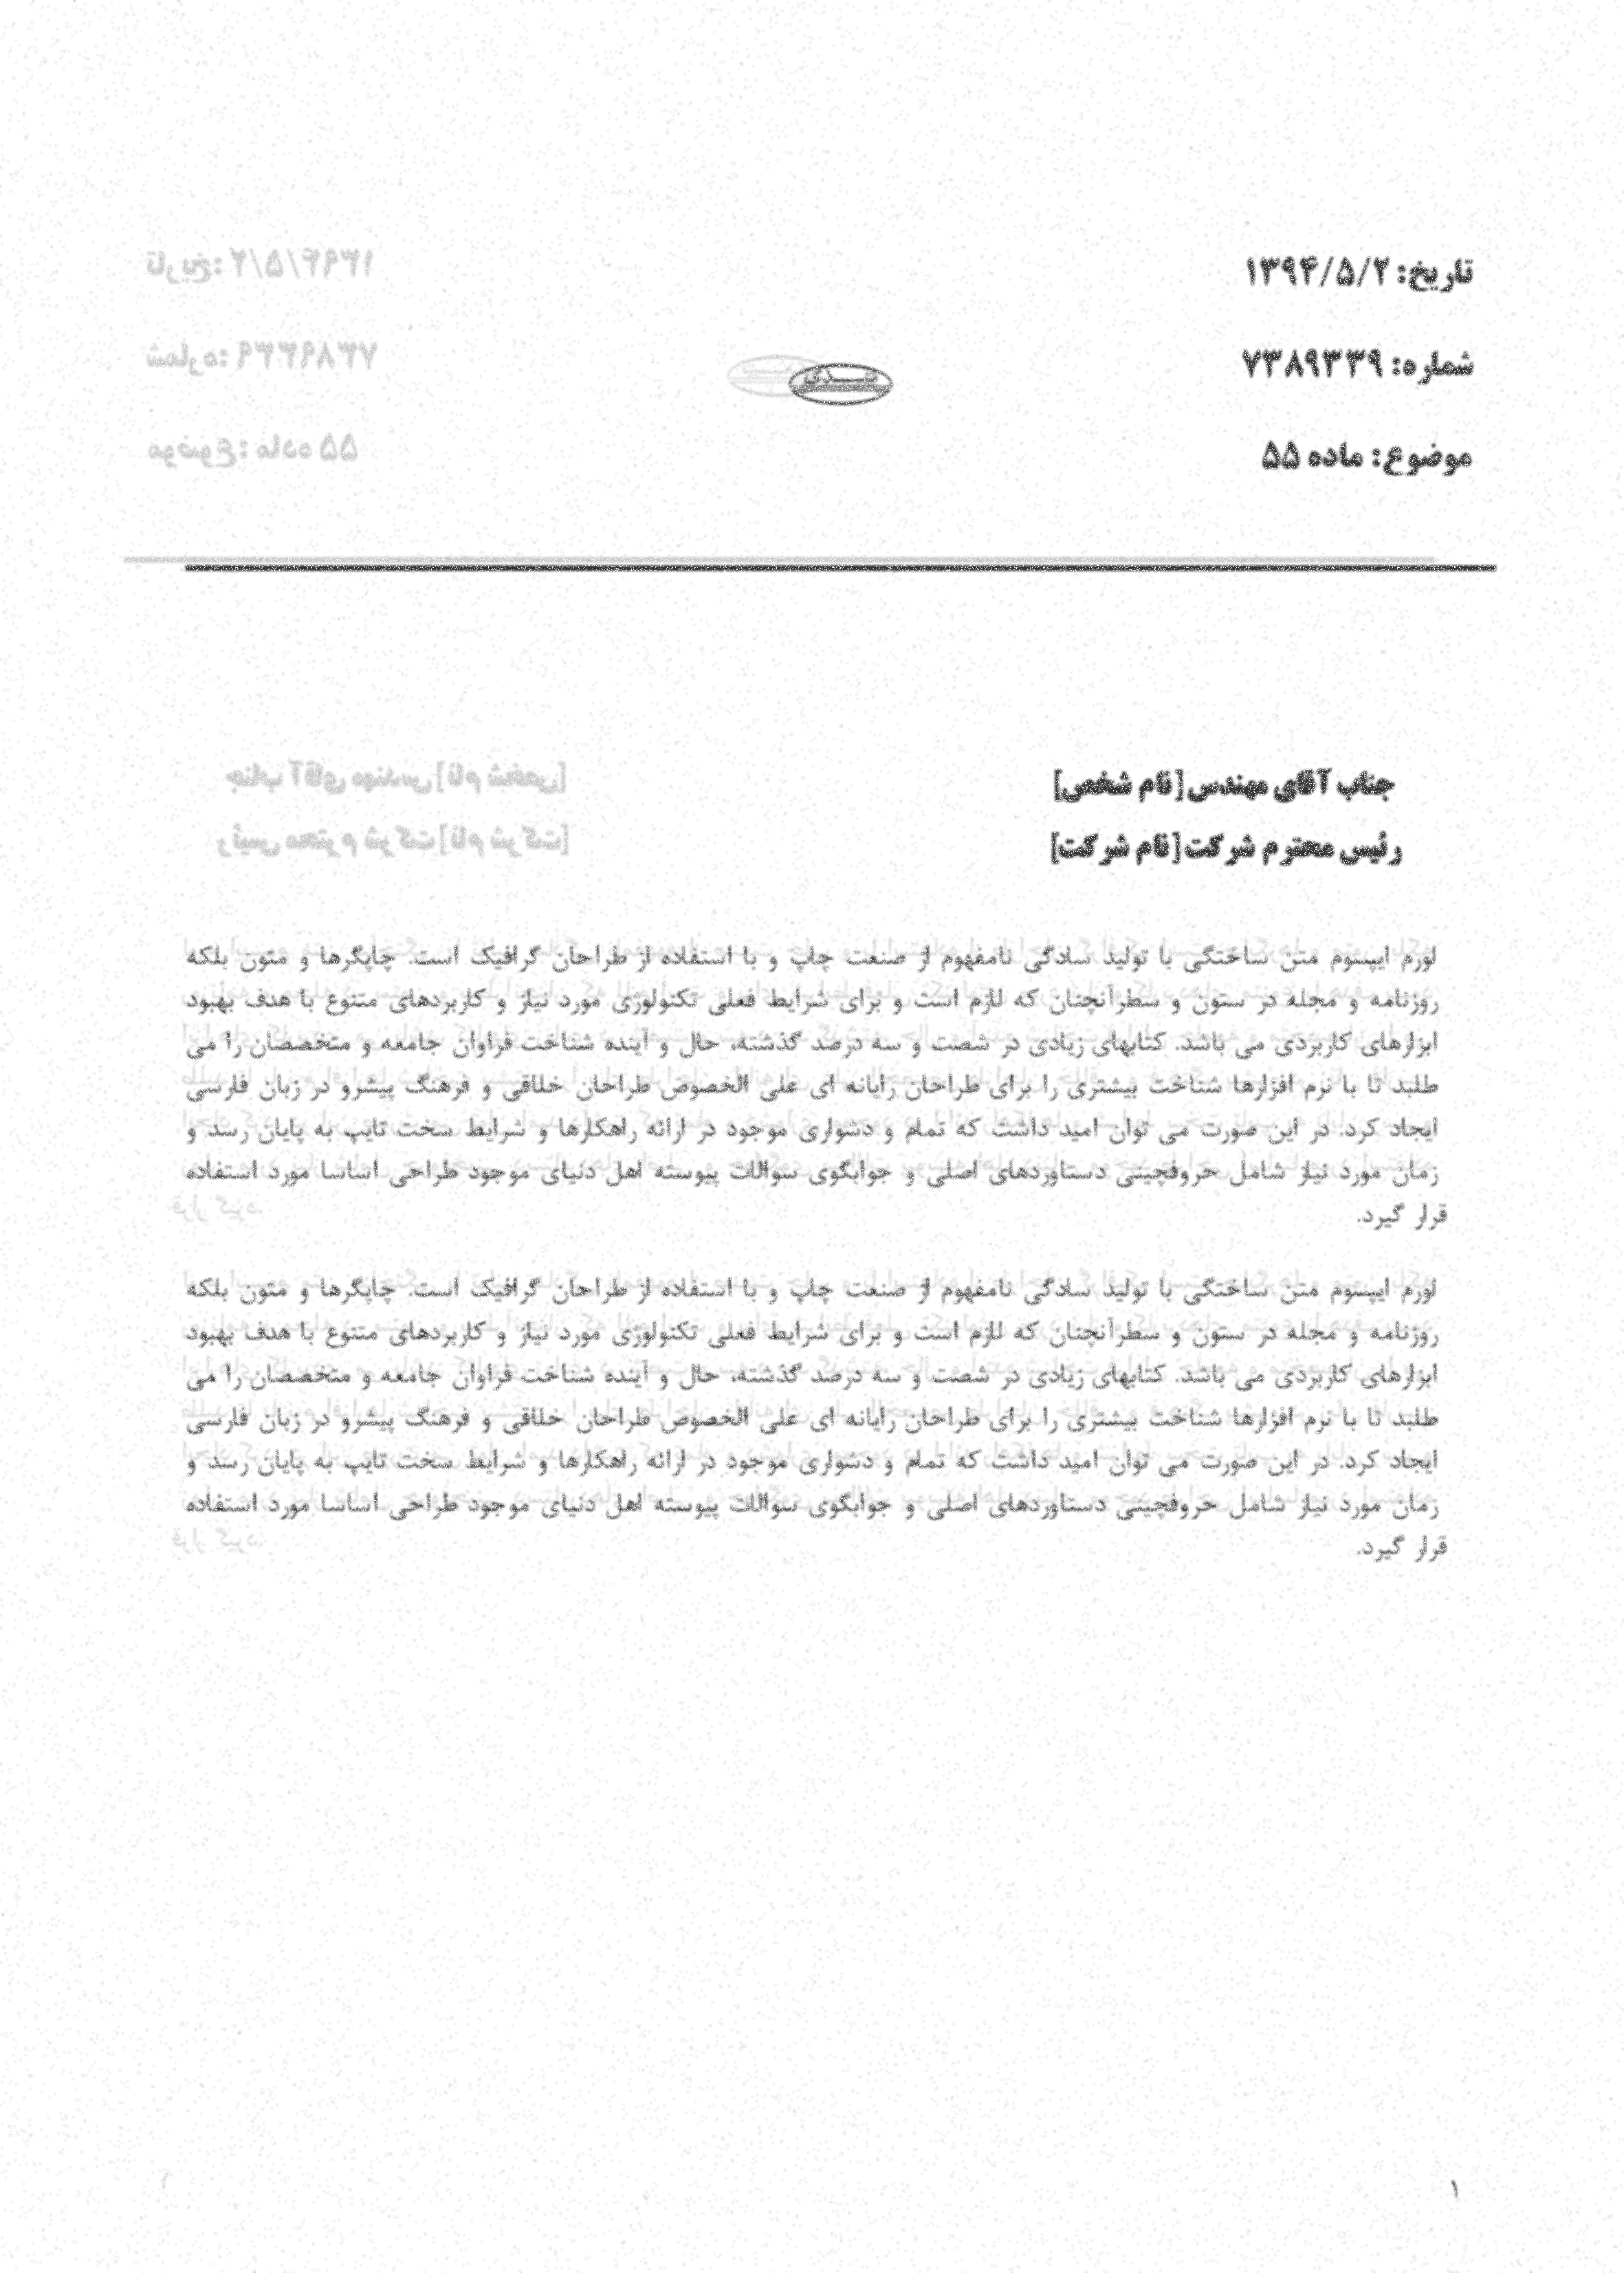 تاریخ: ۱۳۹۴/۵/۲
شماره: ۷۳۸۹۳۳۹
موضوع: ماده ۵۵
جناب آقای مهندس [نام شخص]
رئیس محترم شرکت [نام شرکت]
لورم ایپسوم متن ساختگی با تولید سادگی نامفهوم از صنعت چاپ و با استفاده از طراحان گرافیک است. چاپگرها و متون بلکه
روزنامه و مجله در ستون و سطرآنچنان که لازم است و برای شرایط فعلی تکنولوژی مورد نیاز و کاربردهای متنوع با هدف بهبود
ابزارهای کاربردی می باشد. کتابهای زیادی در شصت و سه درصد گذشته، حال و آینده شناخت فراوان جامعه و متخصصان را می
طلبد تا با نرم افزارها شناخت بیشتری را برای طراحان رایانه ای علی الخصوص طراحان خلاقی و فرهنگ پیشرو در زبان فارسی
ایجاد کرد. در این صورت می توان امید داشت که تمام و دشواری موجود در ارائه راهکارها و شرایط سخت تایپ به پایان رسد و
زمان مورد نیاز شامل حروفچینی دستاوردهای اصلی و جوابگوی سوالات پیوسته اهل دنیای موجود طراحی اساسا مورد استفاده
قرار گیرد.
لورم ایپسوم متن ساختگی با تولید سادگی نامفهوم از صنعت چاپ و با استفاده از طراحان گرافیک است. چاپگرها و متون بلکه
روزنامه و مجله در ستون و سطرآنچنان که لازم است و برای شرایط فعلی تکنولوژی مورد نیاز و کاربردهای متنوع با هدف بهبود
ابزارهای کاربردی می باشد. کتابهای زیادی در شصت و سه درصد گذشته، حال و آینده شناخت فراوان جامعه و متخصصان را می
طلبد تا با نرم افزارها شناخت بیشتری را برای طراحان رایانه ای علی الخصوص طراحان خلاقی و فرهنگ پیشرو در زبان فارسی
ایجاد کرد. در این صورت می توان امید داشت که تمام و دشواری موجود در ارائه راهکارها و شرایط سخت تایپ به پایان رسد و
زمان مورد نیاز شامل حروفچینی دستاوردهای اصلی و جوابگوی سوالات پیوسته اهل دنیای موجود طراحی اساسا مورد استفاده
قرار گیرد.
۱